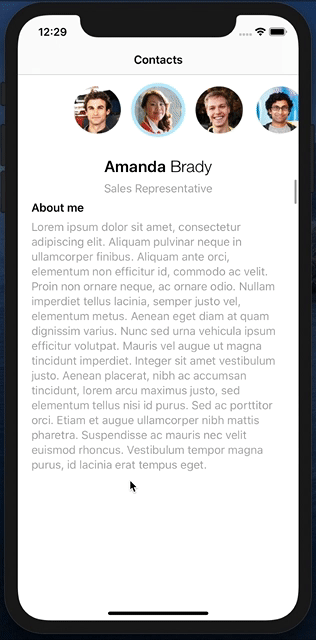 12:29
Contacts
Amanda Brady
Sales Representative
About me
Lorem ipsum dolor sit amet, consectetur
adipiscing elit. Aliquam pulvinar neque in
ullamcorper finibus. Aliquam ante orci,
elementum non efficitur id, commodo ac velit.
Proin non ornare neque, ac ornare odio. Nullam
imperdiet tellus lacinia, semper justo vel,
elementum metus. Aenean eget diam at quam
dignissim varius. Nunc sed urna vehicula ipsum
efficitur volutpat. Mauris vel augue ut magna
tincidunt imperdiet. Integer sit amet vestibulum
justo. Aenean placerat, nibh ac accumsan
tincidunt, lorem arcu maximus justo, sed
elementum tellus nisi id purus. Sed ac porttitor
orci. Etiam et augue ullamcorper nibh mattis
pharetra. Suspendisse ac mauris nec velit
euismod rhoncus. Vestibulum tempor magna
purus, id lacinia erat tempus eget.